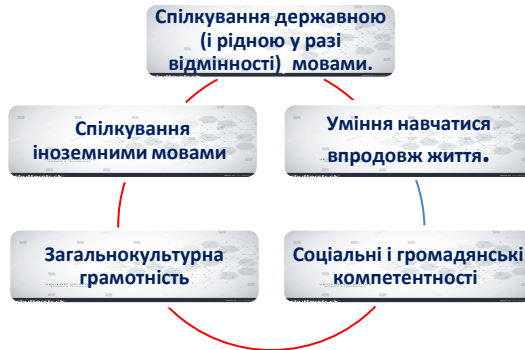 Спілкування державною
(і рідною у разі
відмінності) мовами.
Спілкування
іноземними мовами
Уміння навчатися
впродовж життя.
Загальнокультурна
грамотність
Соціальні і громадянські
компетентності